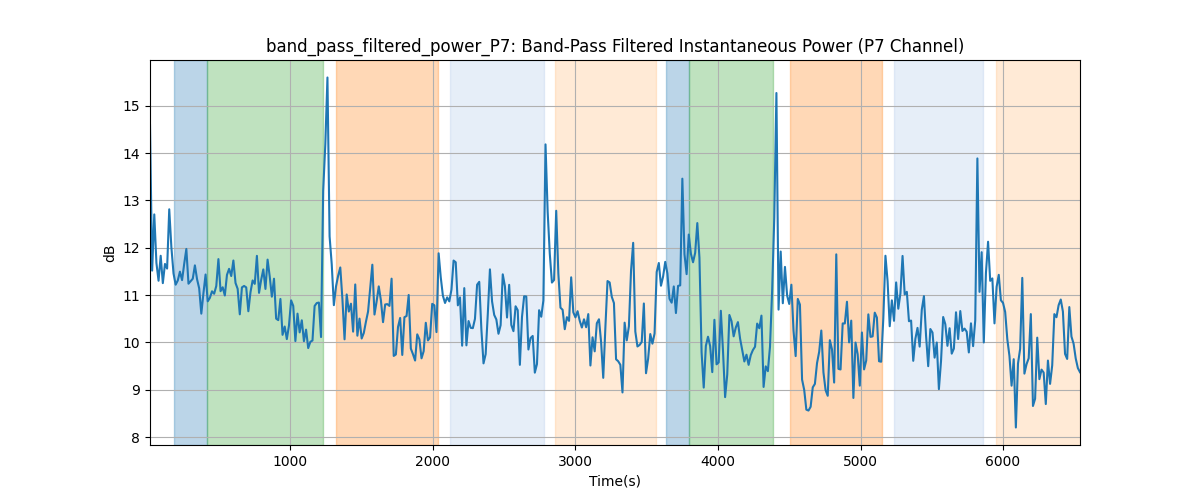 band_pass_filtered_power_P7: Band-Pass Filtered Instantaneous Power (P7 Channel)
dB
15
14
13
12
11
10
9
8
1000 2000 3000 4000 5000 6000
Time(s)